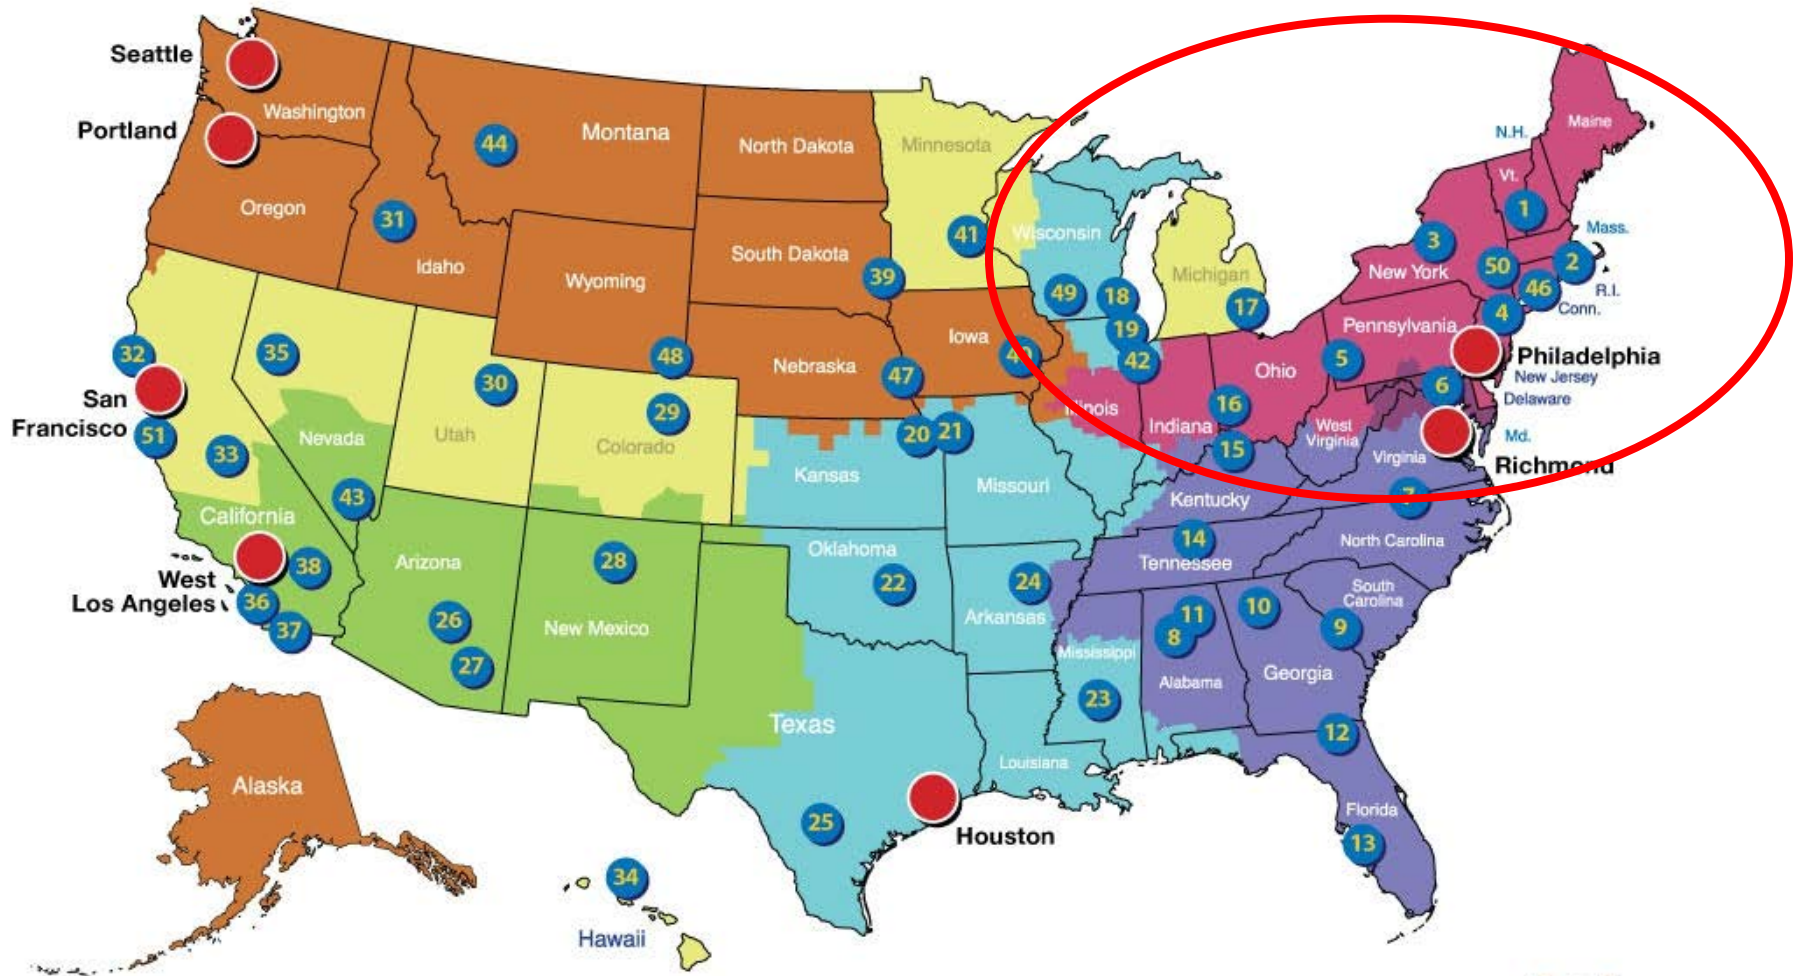 Seattle
Washington
Portland
Oregon
44
Montana
31
Idaho
North Dakota
Minnesota
South Dakota
41
39
Wyoming
Wisconsin
49
18
19
42
Michigan
17
Maine
N.H.
Vt.
1
Mass.
3
New York
50
2
46
R.I.
Conn.
4
Pennsylvania
5
Philadelphia
New Jersey
6
Delaware
Md.
Richmond
32
San
Francisco
51
33
35
Nevada
43
30
Utah
48
29
Colorado
Nebraska
47
Iowa
40
20
21
Kansas
Missouri
Illinois
Indiana
Ohio
16
15
West
Virginia
Virginia
7
Kentucky
14
Tennessee
North Carolina
South
Carolina
California
West
Los Angeles
38
36
37
Arizona
26
27
28
New Mexico
Oklahoma
22
24
Arkansas
Mississippi
23
11
8
Alabama
10
9
Georgia
12
Florida
13
Texas
25
Louisiana
Houston
Alaska
34
Hawaii